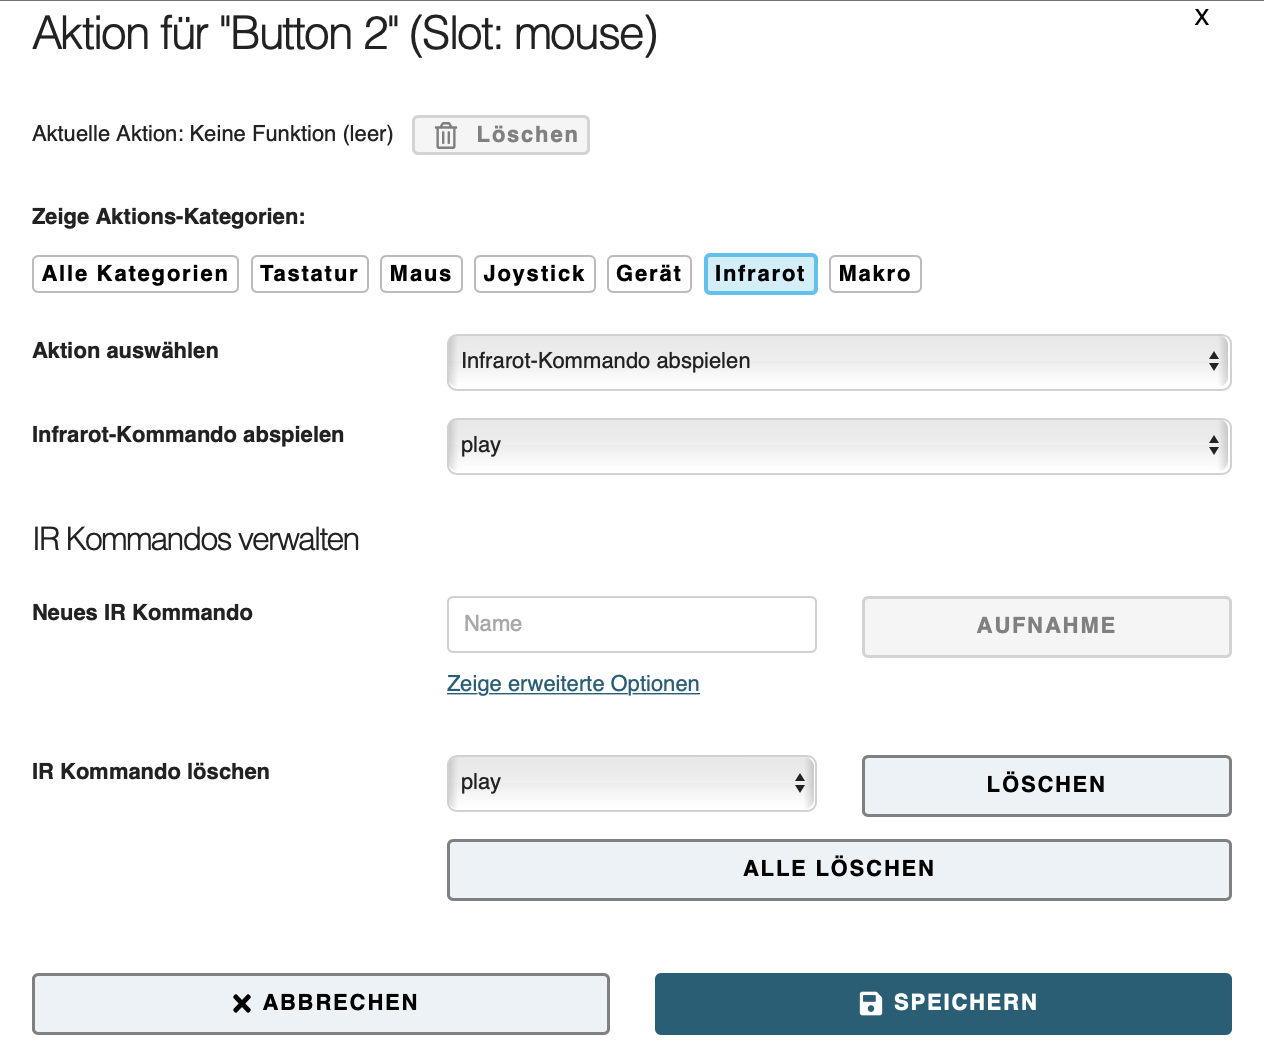 Aktion für "Button 2" (Slot: mouse)
x
Aktuelle Aktion: Keine Funktion (leer)
Löschen
Zeige Aktions-Kategorien:
Alle Kategorien Tastatur Maus Joystick Gerät Infrarot Makro
Aktion auswählen
Infrarot-Kommando abspielen
Infrarot-Kommando abspielen
play
IR Kommandos verwalten
Neues IR Kommando
Name
AUFNAHME
Zeige erweiterte Optionen
IR Kommando löschen
play
LÖSCHEN
ALLE LÖSCHEN
ABBRECHEN
SPEICHERN